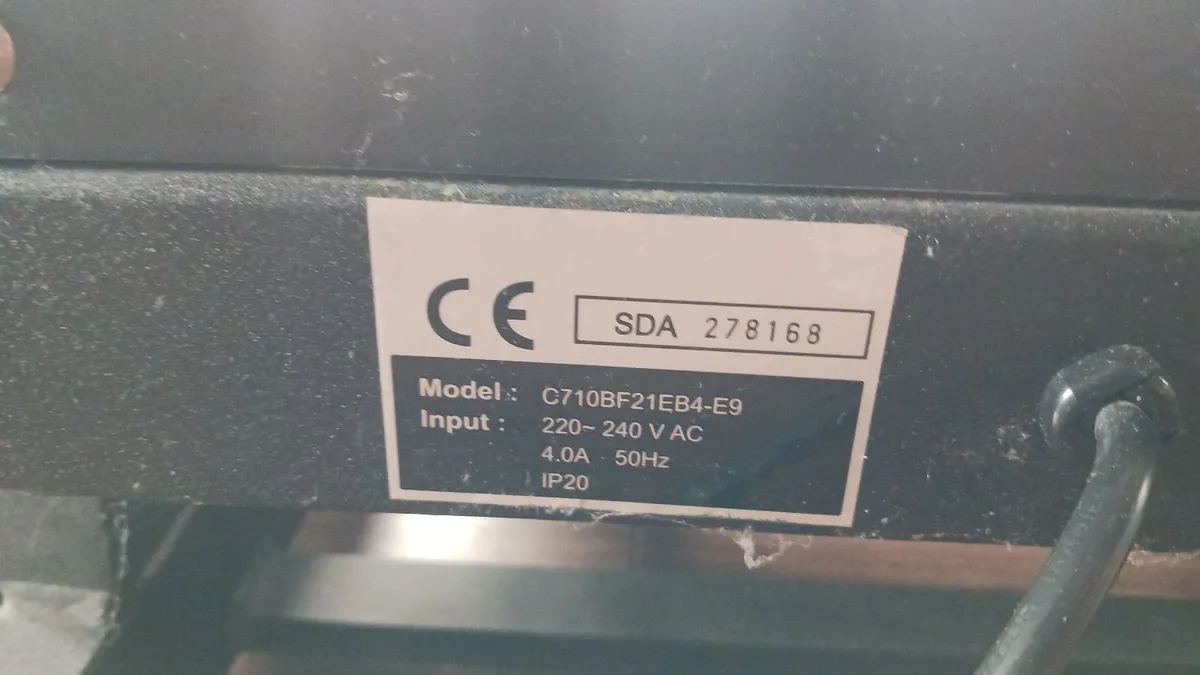 CE SDA 278168
Model : C710BF21EB4-E9
Input : 220~ 240 V AC
4.0A 50Hz
IP20